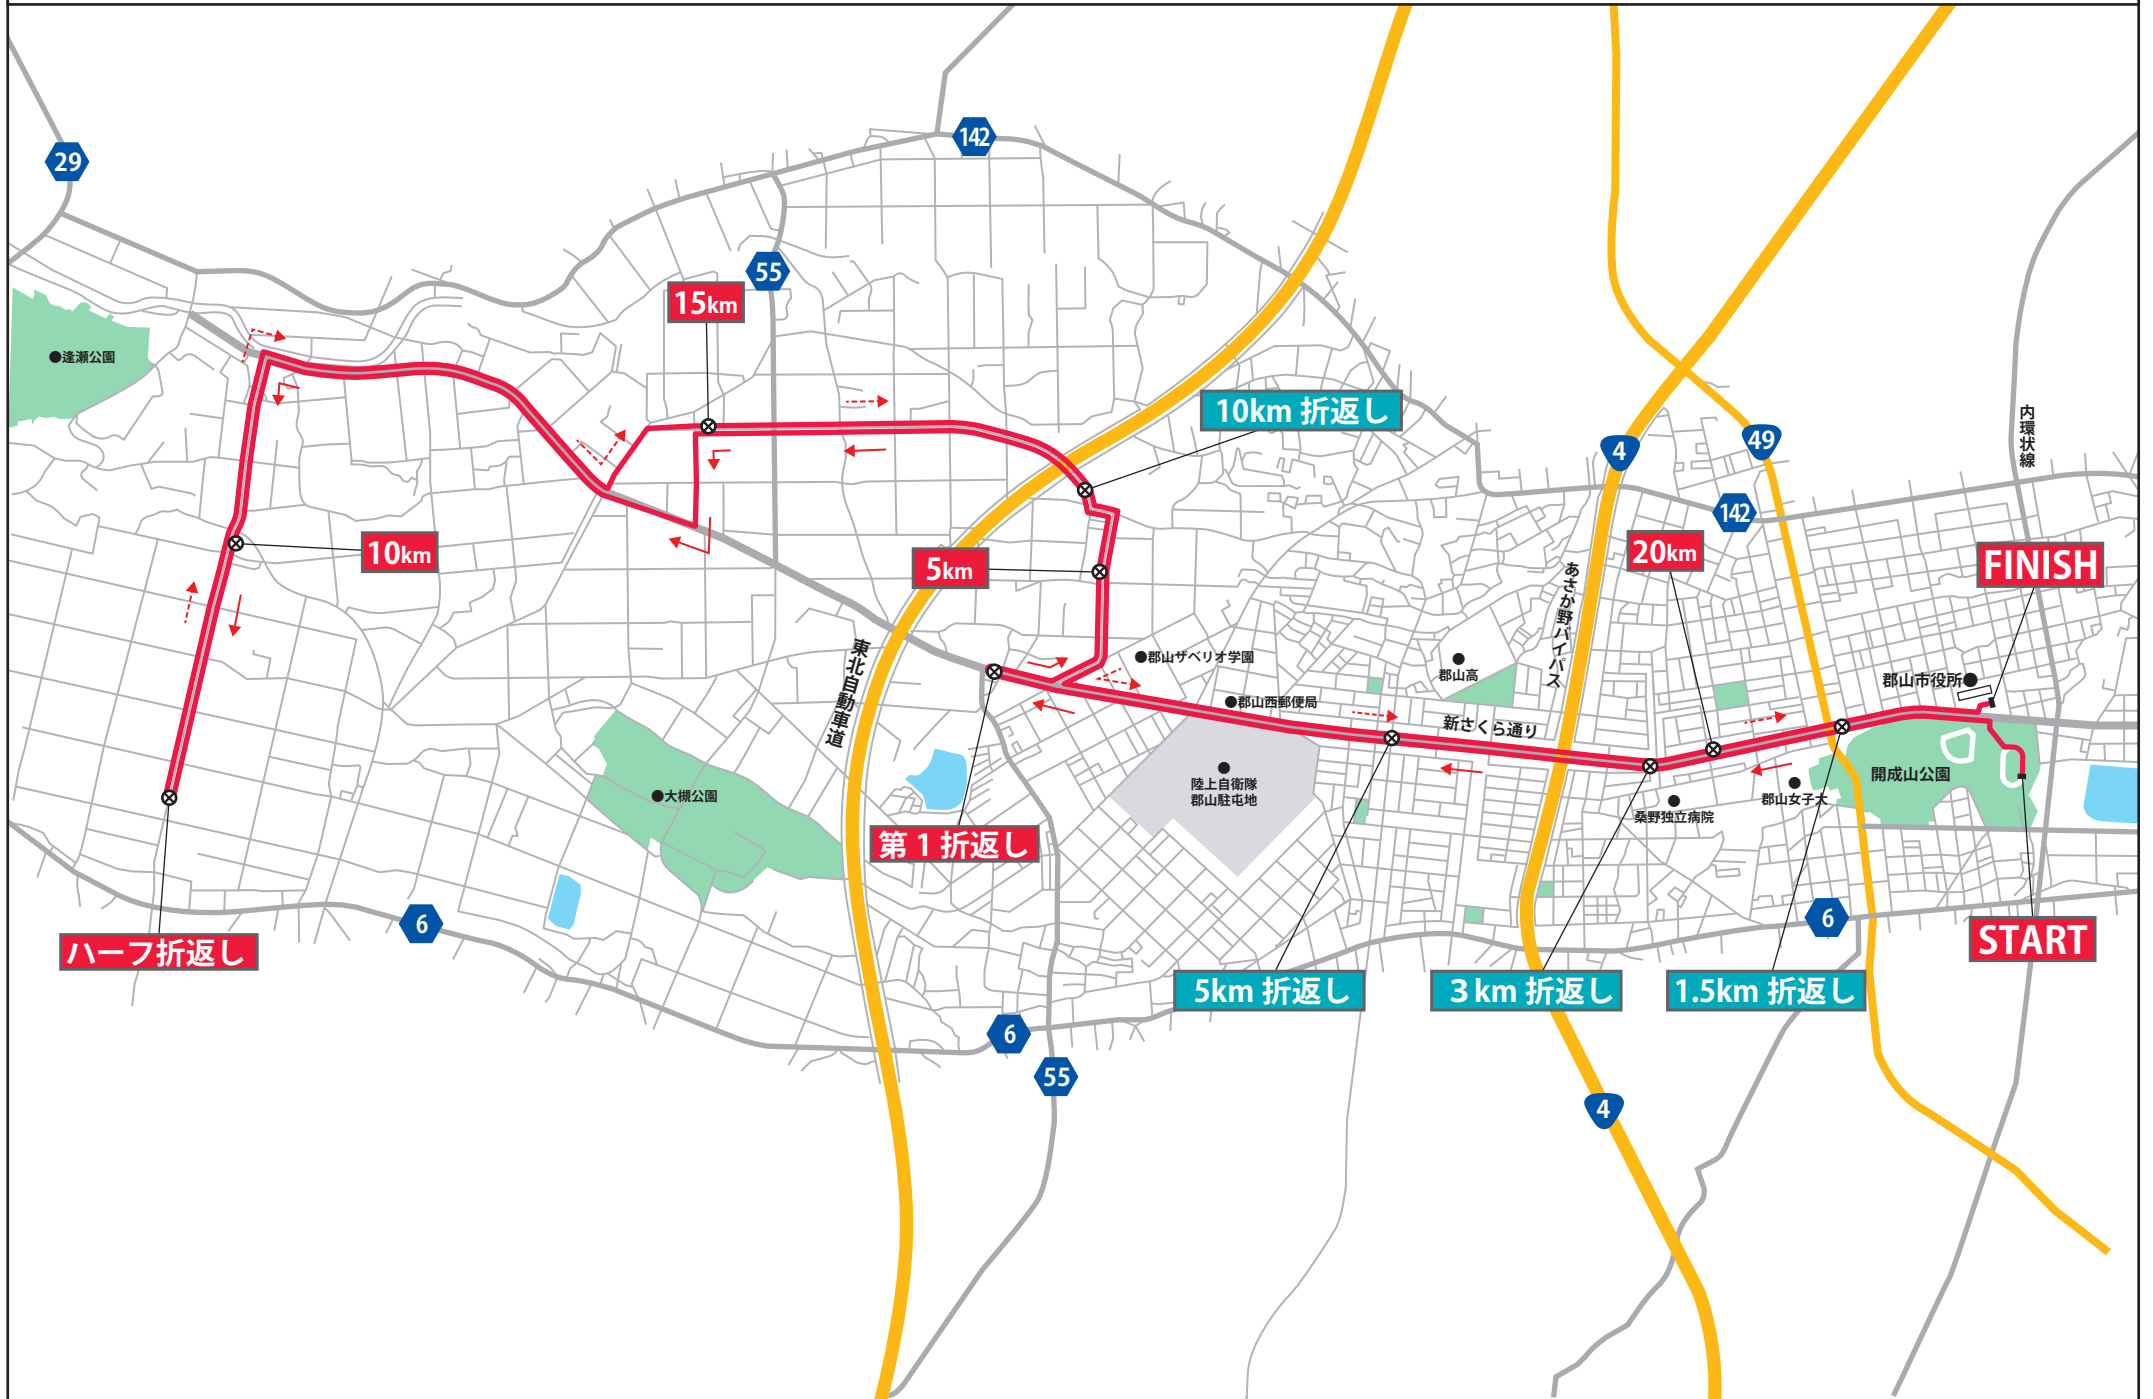 142
29
55
15km
逢瀬公園
10km 折返し
内環状線
4
49
142
20km
FINISH
10km
5km
あさか野バイパス
東北自動車道
郡山ザベリオ学園
郡山高
郡山市役所
郡山西郵便局
新さくら通り
陸上自衛隊
郡山駐屯地
開成山公園
大槻公園
郡山女子大
桑野独立病院
第1折返し
6
6
ハーフ折返し
START
5km 折返し
3km 折返し
1.5km 折返し
6
55
4